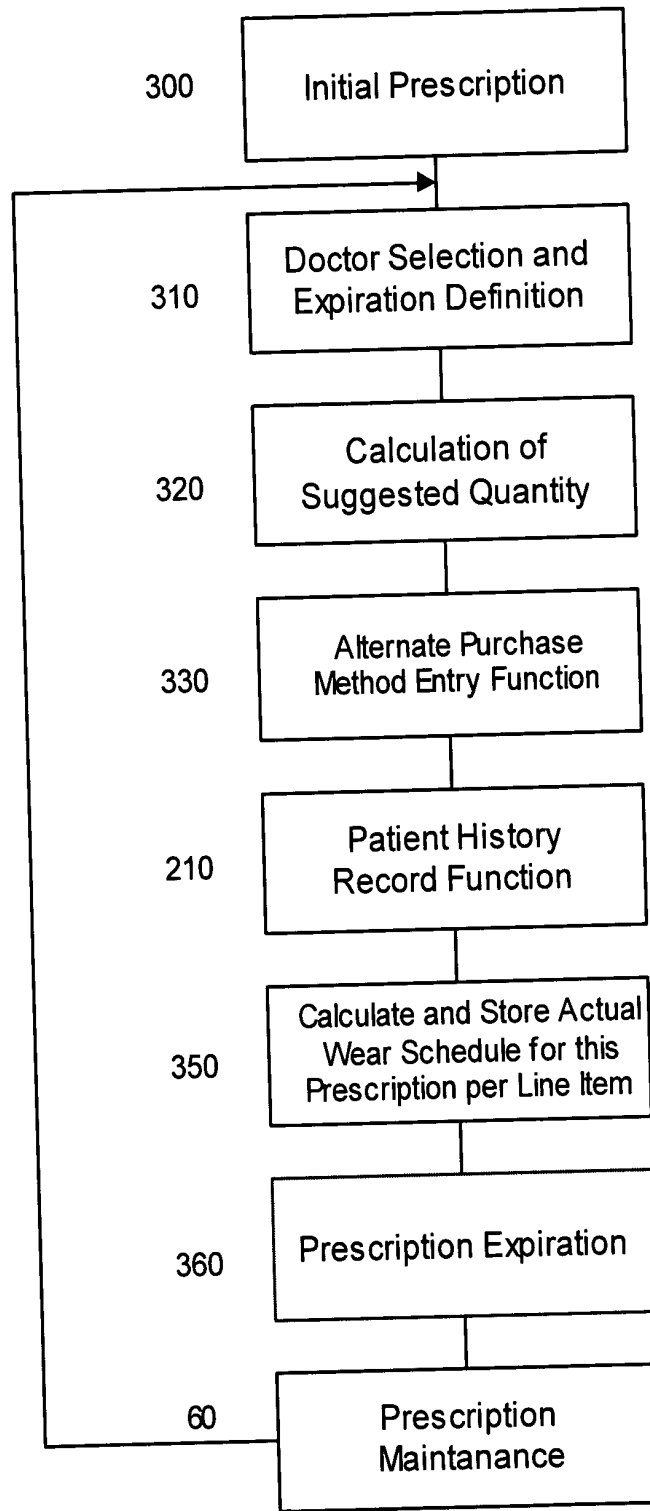 300
Initial Prescription
310
Doctor Selection and
Expiration Definition
320
Calculation of
Suggested Quantity
330
Alternate Purchase
Method Entry Function
210
Patient History
Record Function
350
Calculate and Store Actual
Wear Schedule for this
Prescription per Line Item
360
Prescription Expiration
60
Prescription
Maintanance